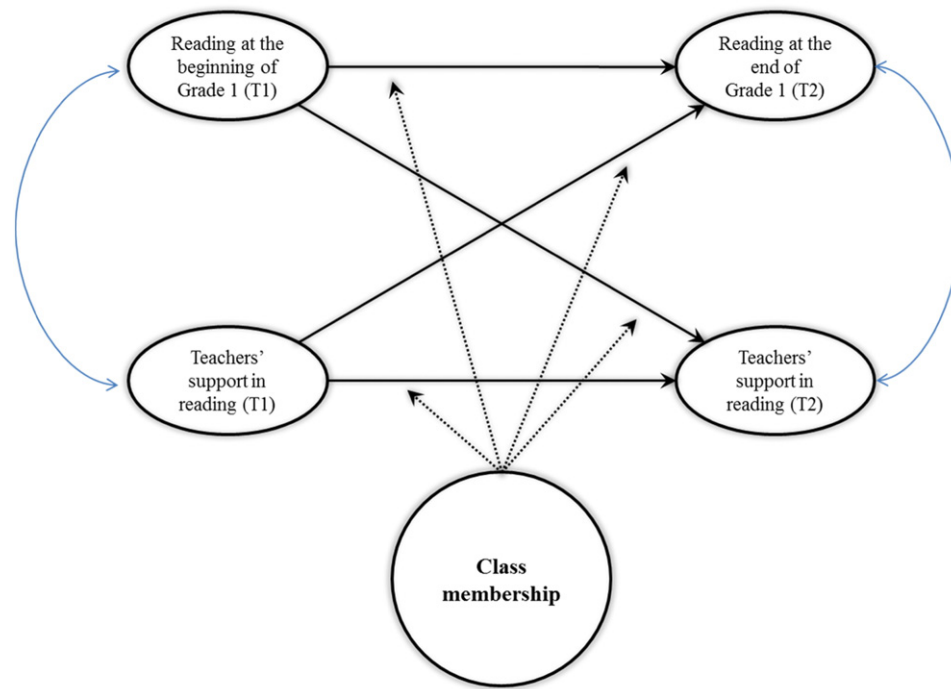 Reading at the
beginning of
Grade 1 (T1)
Reading at the
end of
Grade 1 (T2)
Teachers’
support in
reading (T1)
Teachers’
support in
reading (T2)
Class
membership